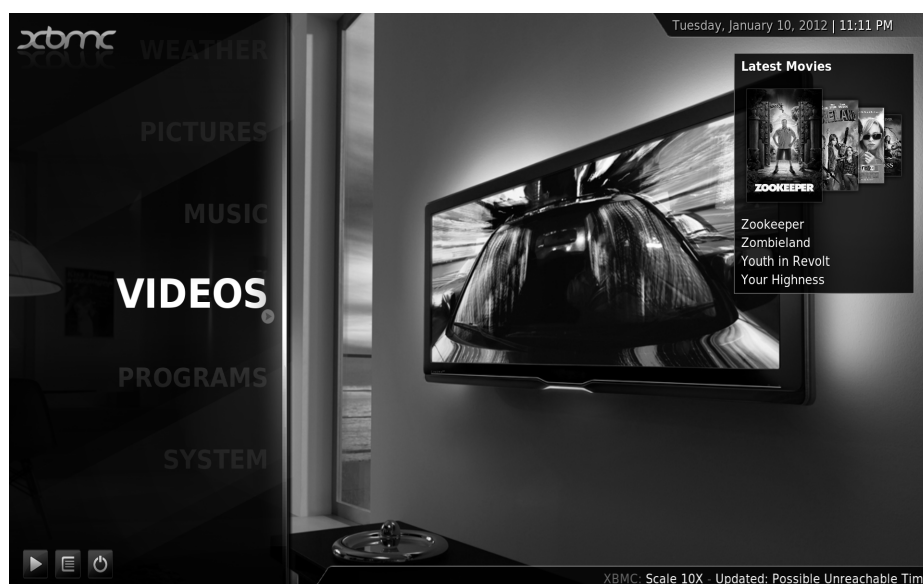 xbmc
WEATHER
PICTURES
MUSIC
VIDEOS
PROGRAMS
SYSTEM
Tuesday, January 10, 2012 | 11:11 PM
Latest Movies
ZOOKEEPER
Zookeeper
Zombieland
Youth in Revolt
Your Highness
XBMC: Scale 10X - Updated: Possible Unreachable Tim